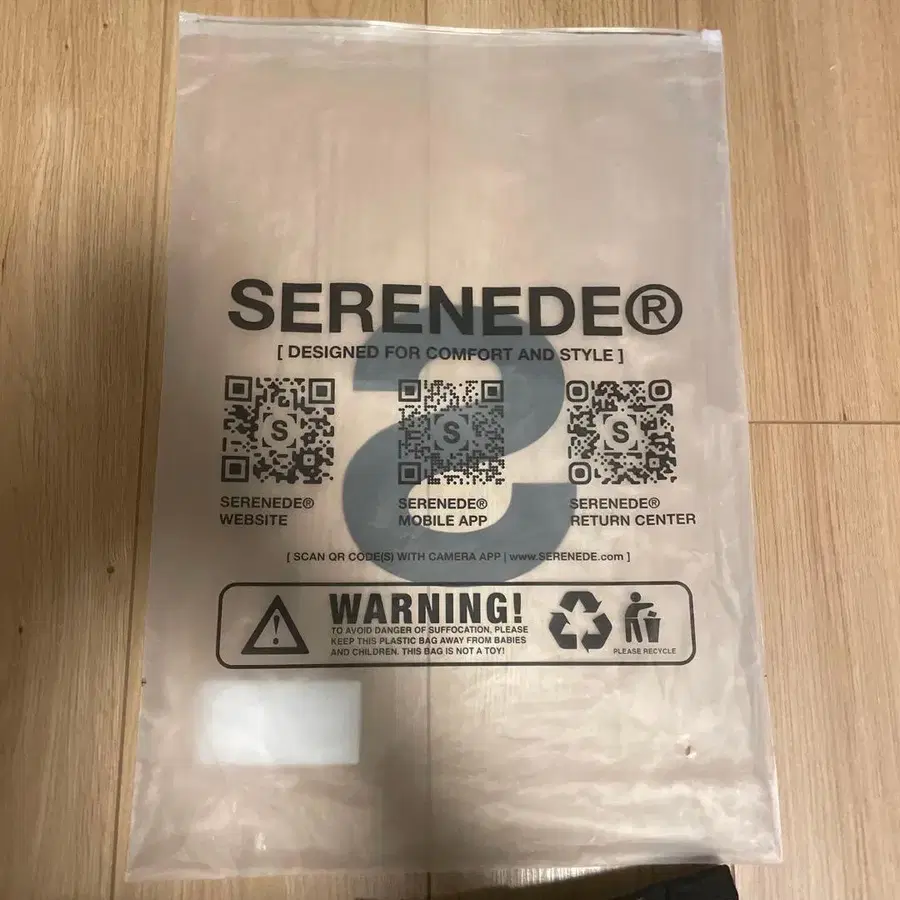 SERENEDE®
[ DESIGNED FOR COMFORT AND STYLE ]
S
S
S
SERENEDE®
WEBSITE
SERENEDE®
MOBILE APP
SERENEDE®
RETURN CENTER
[ SCAN QR CODE(S) WITH CAMERA APP | www.SERENEDE.com ]
WARNING!
TO AVOID DANGER OF SUFFOCATION, PLEASE
KEEP THIS PLASTIC BAG AWAY FROM BABIES
AND CHILDREN. THIS BAG IS NOT A TOY!
PLEASE RECYCLE
S